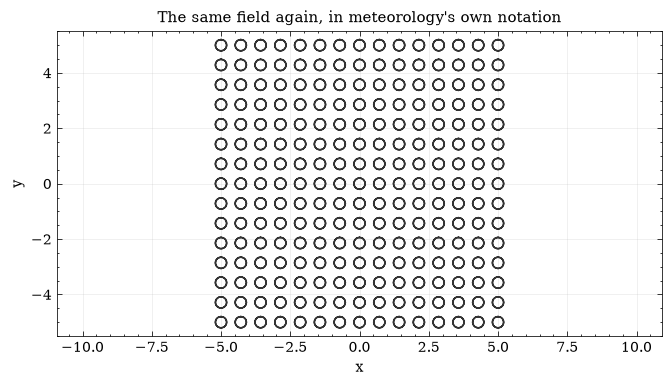 The same field again, in meteorology's own notation
y
4
2
0
−2
−4
−10.0 −7.5 −5.0 −2.5 0.0 2.5 5.0 7.5 10.0
x